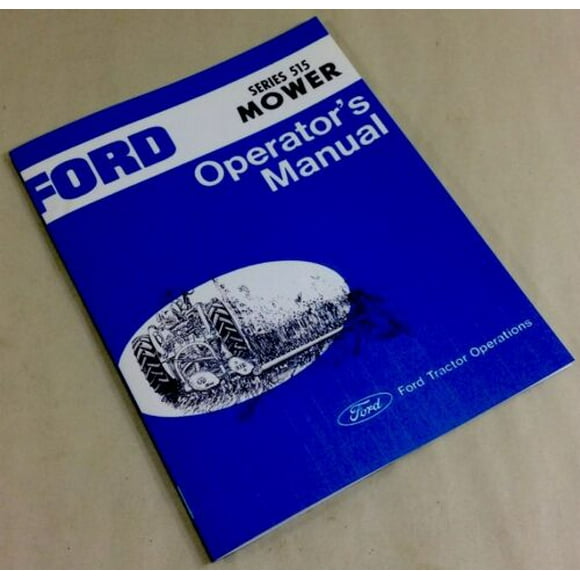 SERIES 515
MOWER
FORD
Operator's
Manual
Ford
Ford Tractor Operations